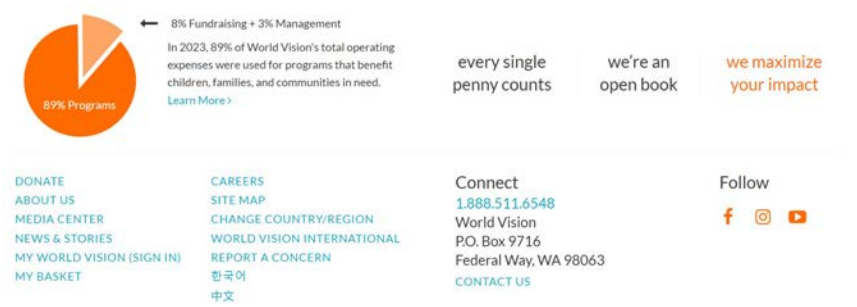 8% Fundraising + 3% Management
In 2023, 89% of World Vision's total operating
expenses were used for programs that benefit
children, families, and communities in need.
Learn More >
89% Programs
every single
penny counts
we're an
open book
we maximize
your impact
DONATE
ABOUT US
MEDIA CENTER
NEWS & STORIES
MY WORLD VISION (SIGN IN)
MY BASKET
CAREERS
SITE MAP
CHANGE COUNTRY/REGION
WORLD VISION INTERNATIONAL
REPORT A CONCERN
한국어
中文
Connect
1.888.511.6548
World Vision
P.O. Box 9716
Federal Way, WA 98063
CONTACT US
Follow